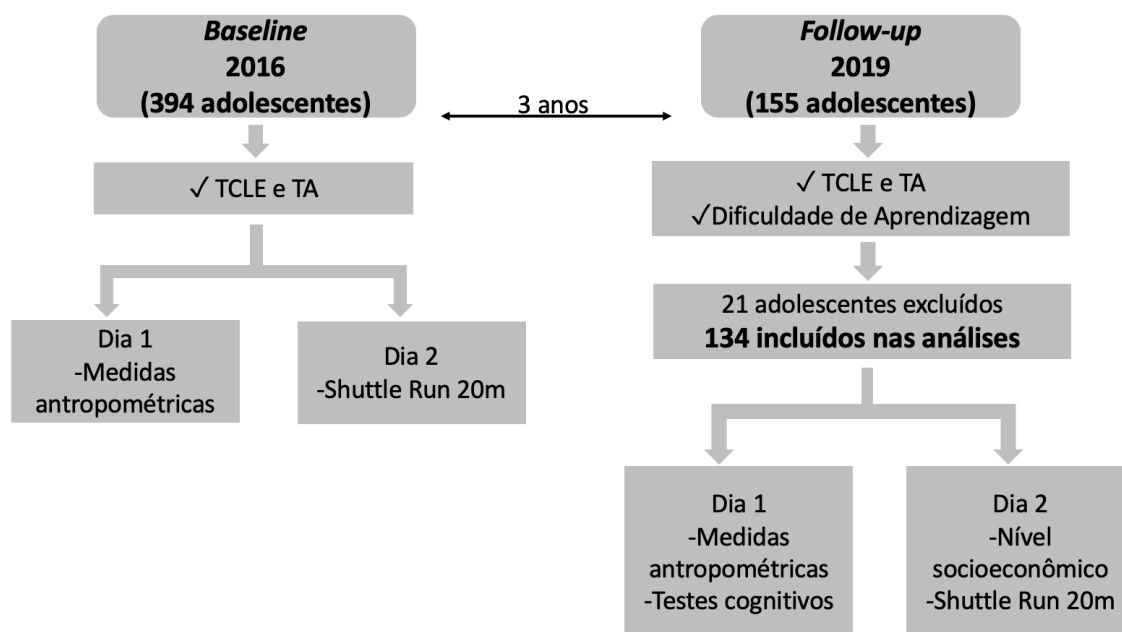 Baseline
2016
(394 adolescentes)
3 anos
Follow-up
2019
(155 adolescentes)
✓ TCLE e TA
✓ TCLE e TA
✓Dificuldade de Aprendizagem
21 adolescentes excluídos
134 incluídos nas análises
Dia 1
-Medidas
antropométricas
Dia 2
-Shuttle Run 20m
Dia 1
-Medidas
antropométricas
-Testes cognitivos
Dia 2
-Nível
socioeconômico
-Shuttle Run 20m